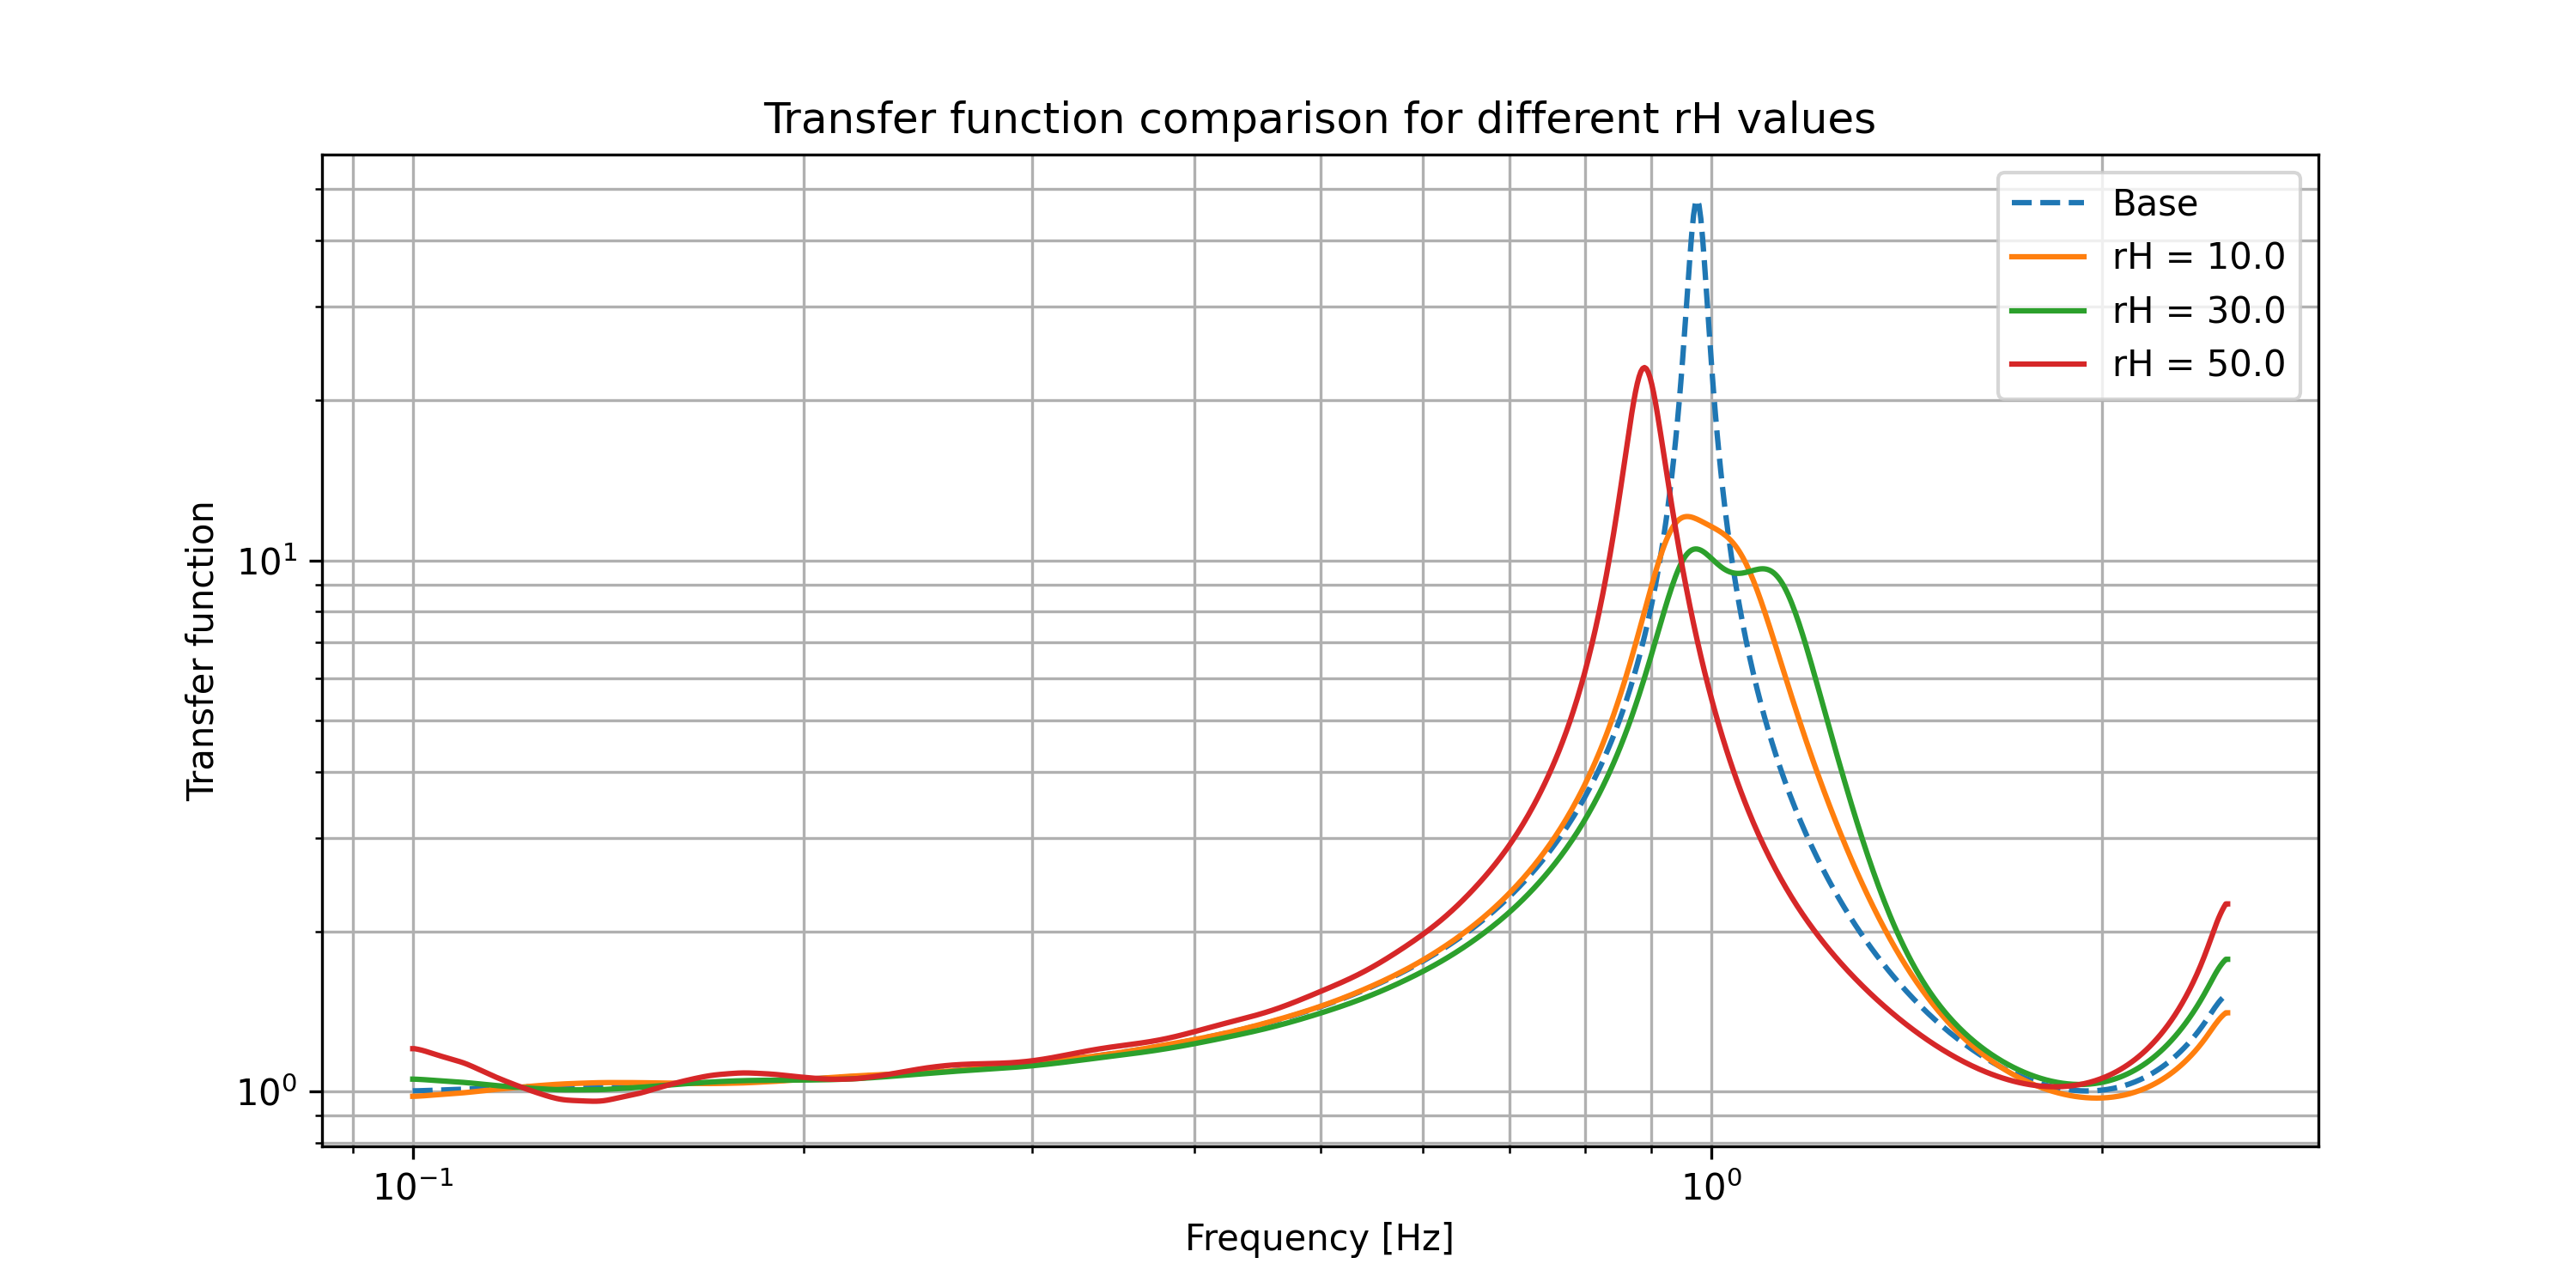 Transfer function comparison for different rH values
Base
rH = 10.0
rH = 30.0
rH = 50.0
Transfer function
10¹
10⁰
10⁻¹
10⁰
Frequency [Hz]